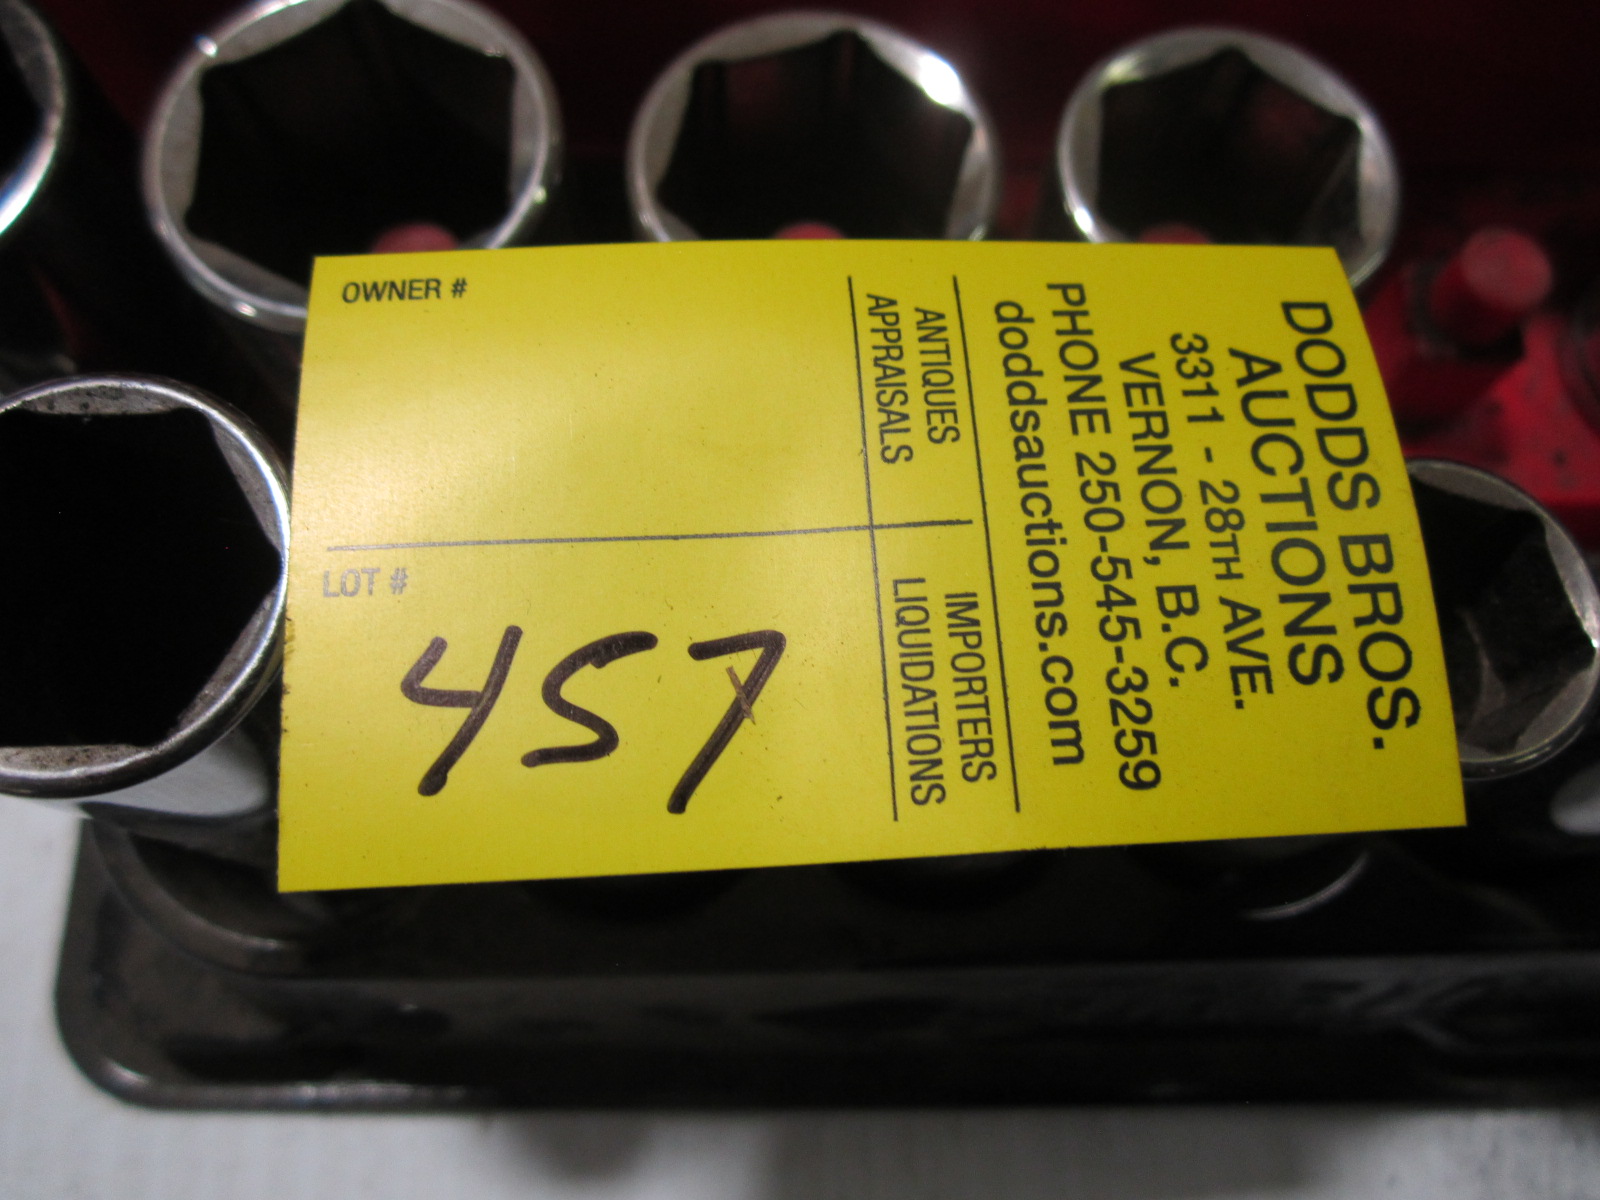 OWNER #
LOT #
457
ANTIQUES
APPRAISALS
IMPORTERS
LIQUIDATIONS
DODDS BROS.
AUCTIONS
3311 - 28TH AVE.
VERNON, B.C.
PHONE 250-545-3259
doddsauctions.com